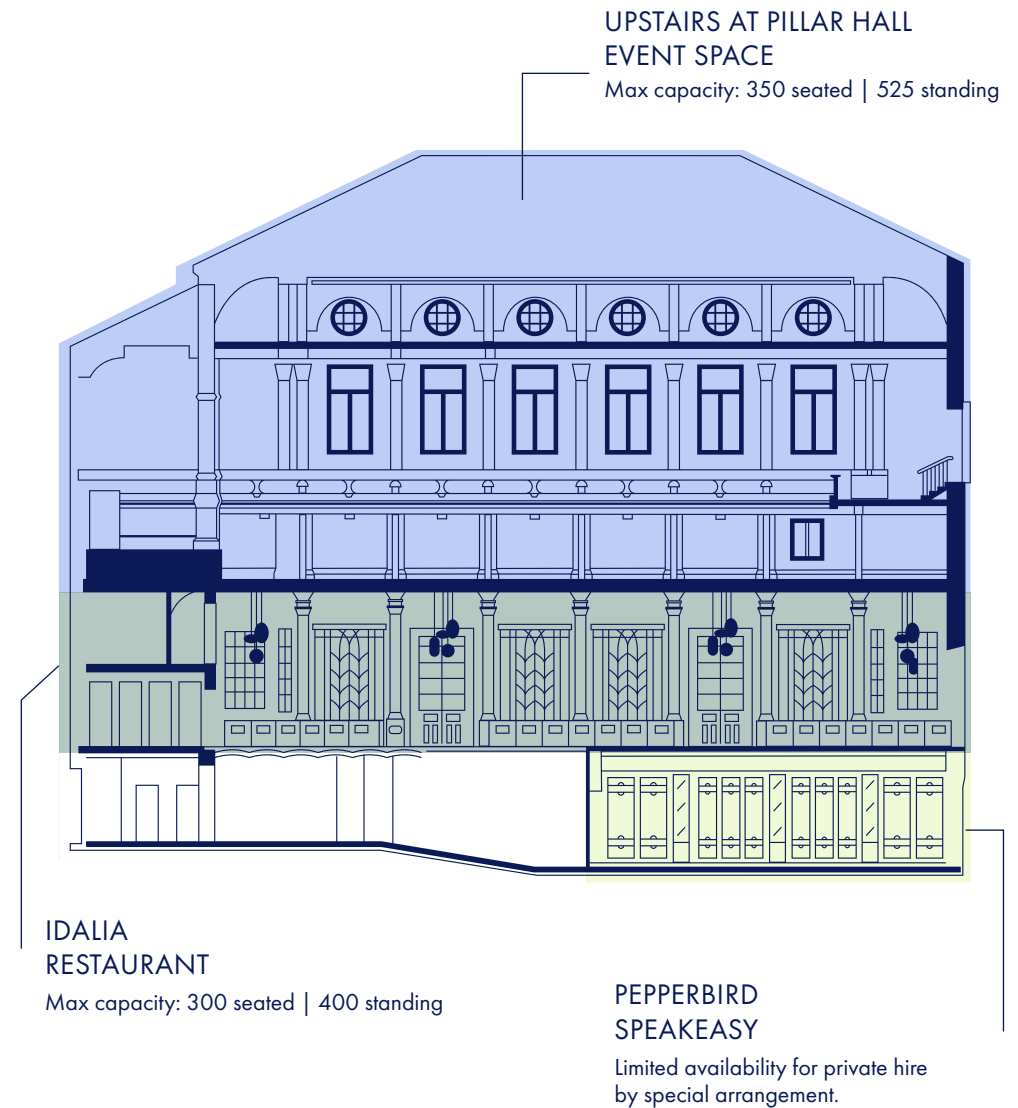 UPSTAIRS AT PILLAR HALL
EVENT SPACE
Max capacity: 350 seated | 525 standing
IDALIA
RESTAURANT
Max capacity: 300 seated | 400 standing
PEPPERBIRD
SPEAKEASY
Limited availability for private hire
by special arrangement.